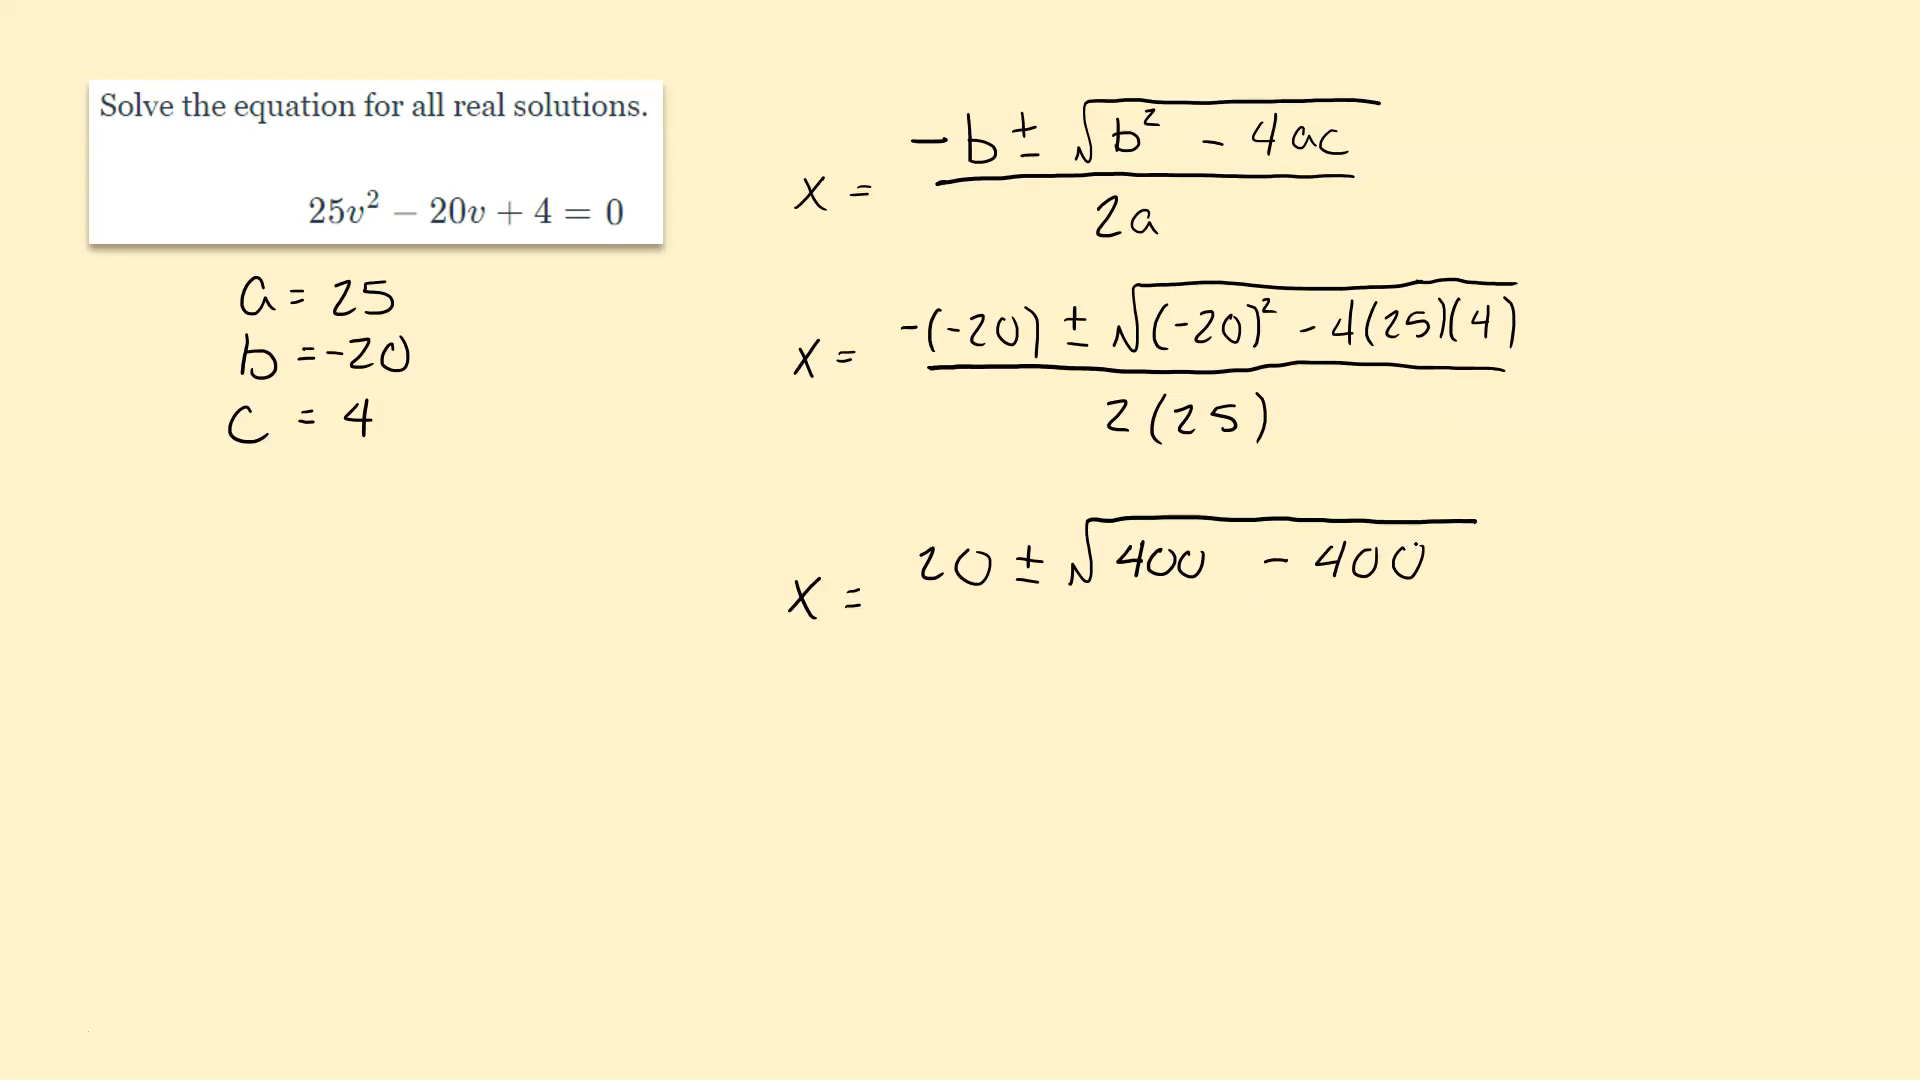 Solve the equation for all real solutions.
25v² − 20v + 4 = 0
a = 25
b = -20
c = 4
x = (-b ± √(b² - 4ac)) / 2a
x = (-(-20) ± √((-20)² - 4(25)(4))) / 2(25)
x = 20 ± √(400 - 400)